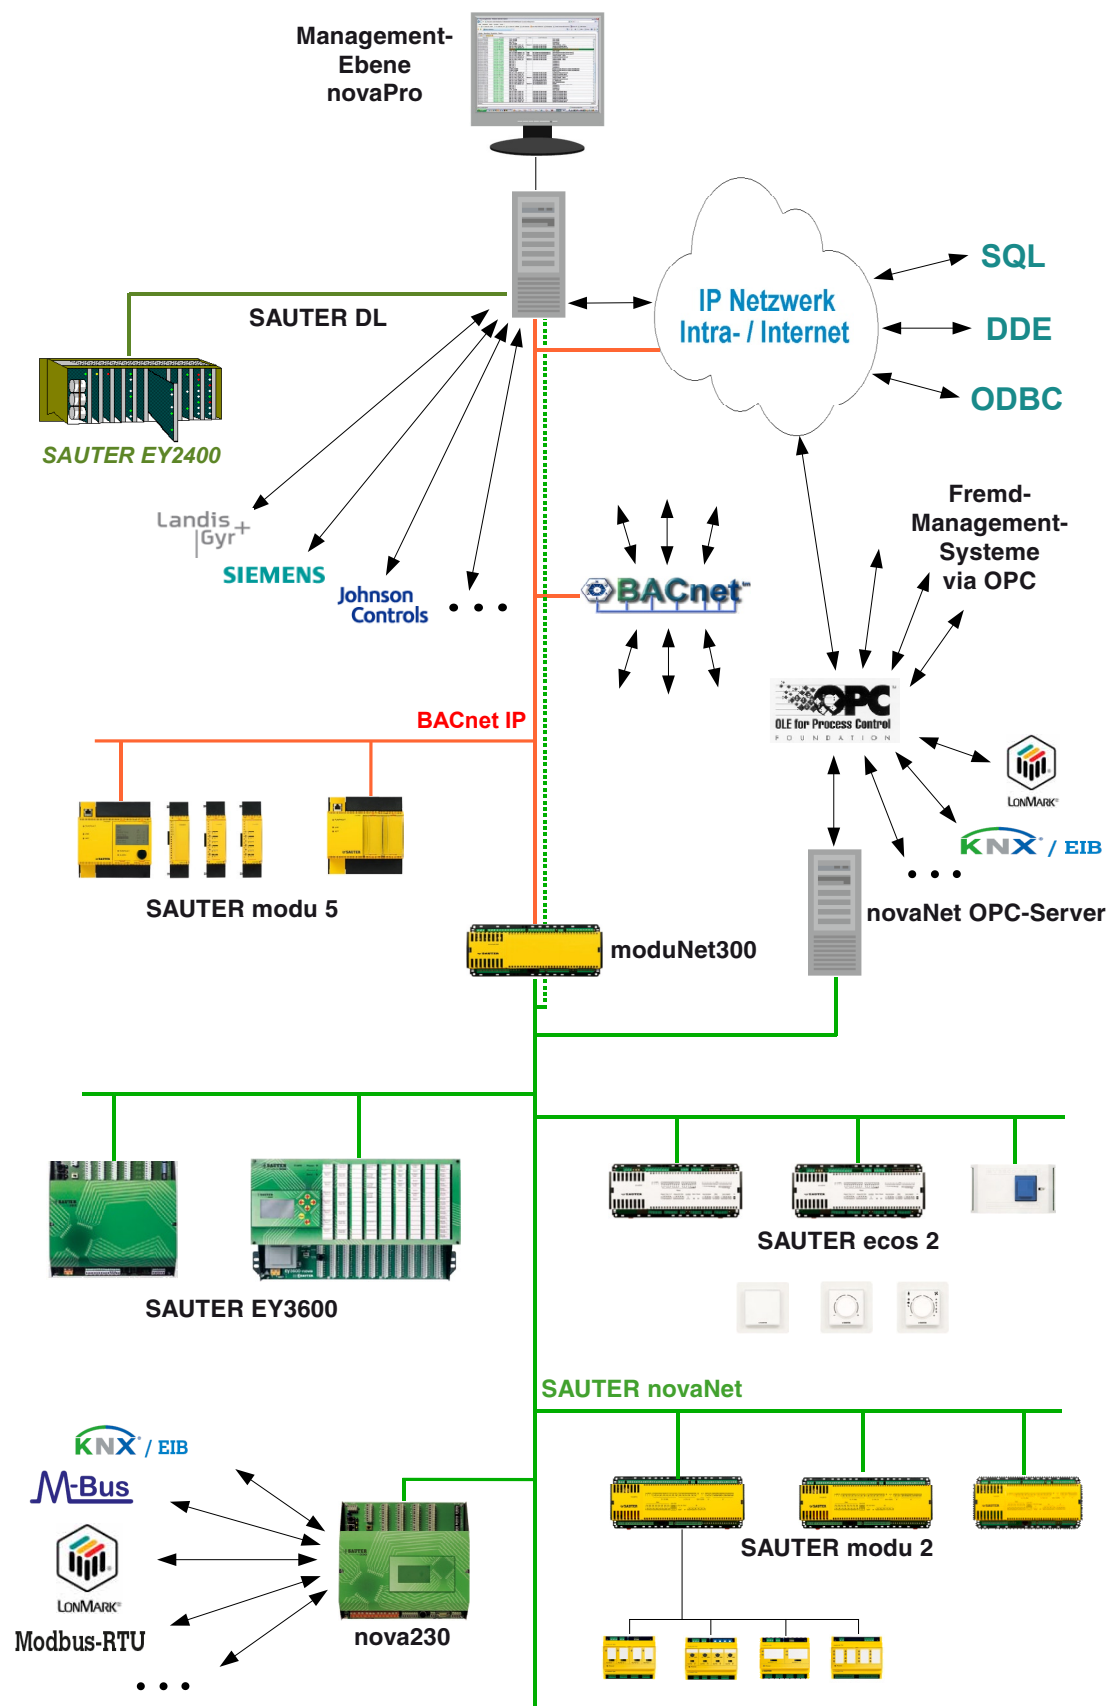 Management-
Ebene
novaPro
SAUTER DL
IP Netzwerk
Intra- / Internet
SQL
DDE
ODBC
SAUTER EY2400
Landis
Gyr+
SIEMENS
Johnson
Controls
• • •
BACnet™
Fremd-
Management-
Systeme
via OPC
OPC
OLE for Process Control
FOUNDATION
BACnet IP
LONMARK®
KNX® / EIB
• • •
SAUTER modu 5
novaNet OPC-Server
moduNet300
SAUTER ecos 2
SAUTER EY3600
SAUTER novaNet
KNX® / EIB
M-Bus
LONMARK®
Modbus-RTU
• • •
nova230
SAUTER modu 2